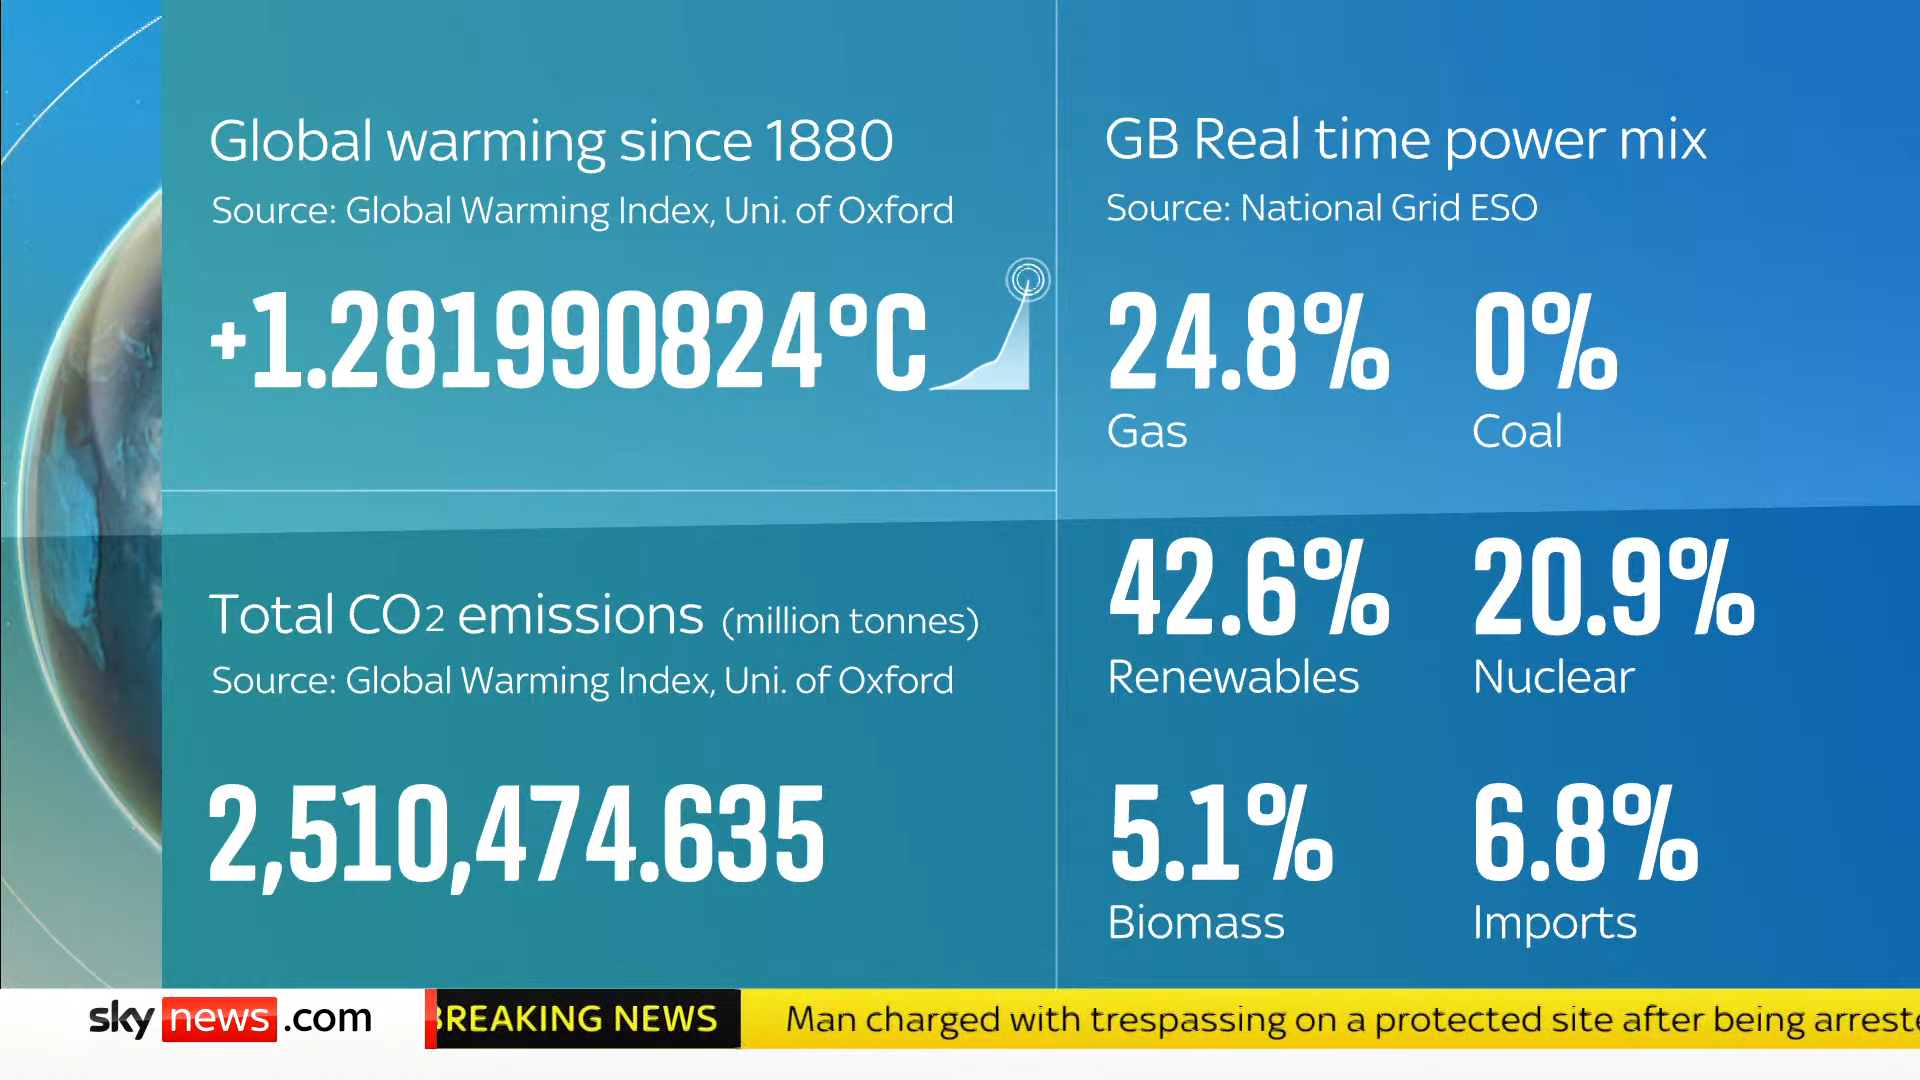 Global warming since 1880
Source: Global Warming Index, Uni. of Oxford
+1.281990824°C
Total CO2 emissions (million tonnes)
Source: Global Warming Index, Uni. of Oxford
2,510,474.635
GB Real time power mix
Source: National Grid ESO
24.8% 0%
Gas Coal
42.6% 20.9%
Renewables Nuclear
5.1% 6.8%
Biomass Imports
sky news .com BREAKING NEWS Man charged with trespassing on a protected site after being